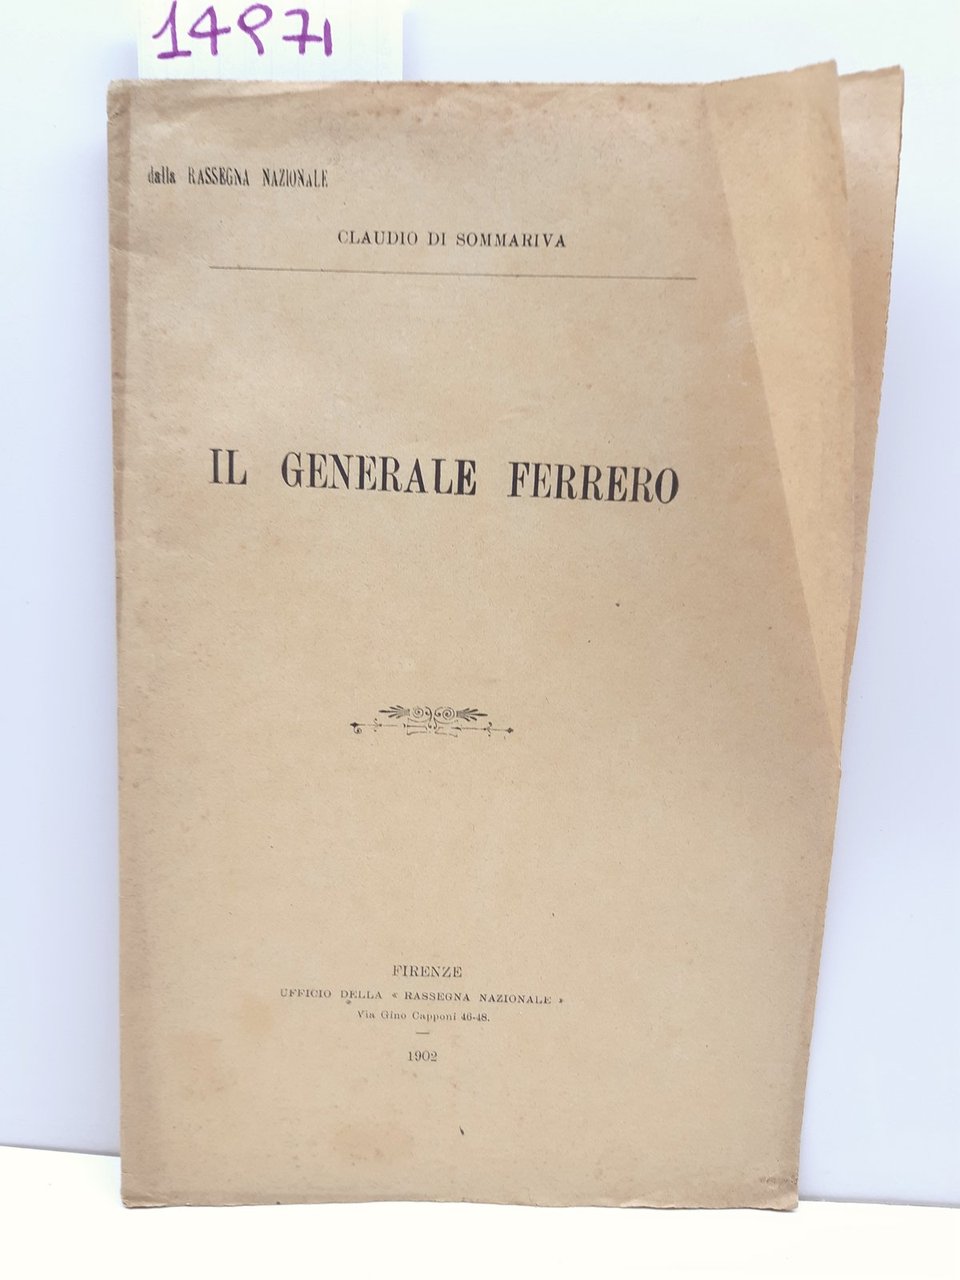 14971
dalla RASSEGNA NAZIONALE
CLAUDIO DI SOMMARIVA
IL GENERALE FERRERO
FIRENZE
UFFICIO DELLA « RASSEGNA NAZIONALE »
Via Gino Capponi 46-48.
1902